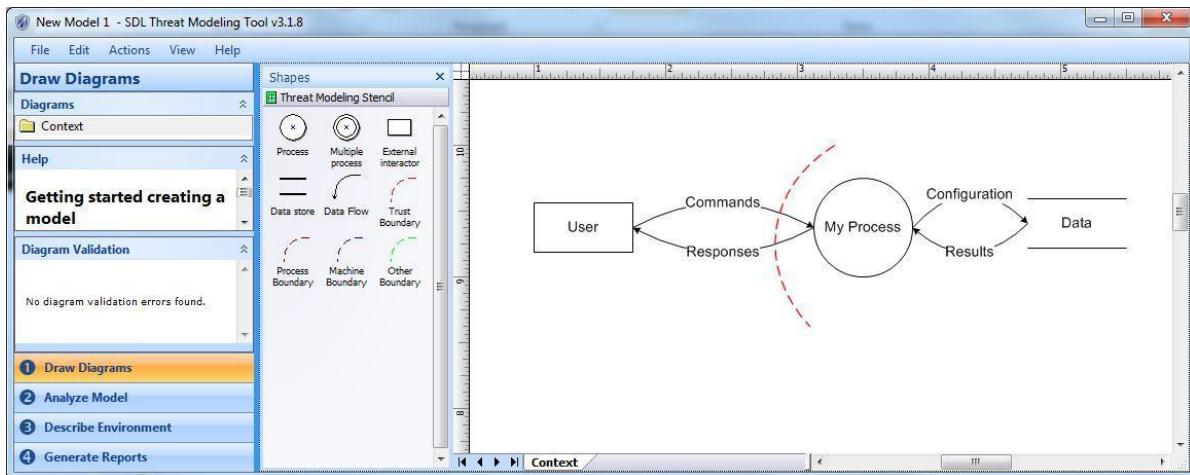 New Model 1 - SDL Threat Modeling Tool v3.1.8
File Edit Actions View Help
Draw Diagrams
Diagrams
Context
Help
Getting started creating a
model
Diagram Validation
No diagram validation errors found.
1 Draw Diagrams
2 Analyze Model
3 Describe Environment
4 Generate Reports
Shapes
Threat Modeling Stencil
Process
Multiple
process
External
interactor
Data store
Data Flow
Trust
Boundary
Process
Boundary
Machine
Boundary
Other
Boundary
1 2 3 4 5
10
9
8
User
Commands
Responses
My Process
Configuration
Results
Data
Context